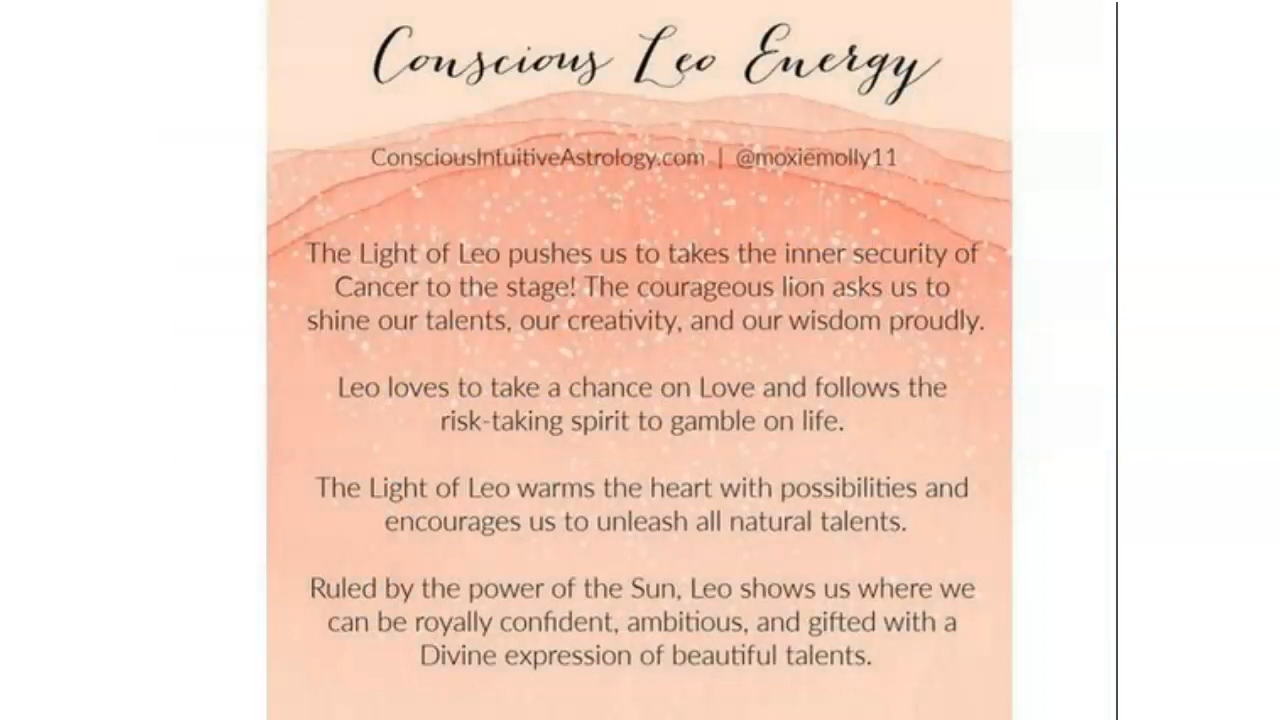 Conscious Leo Energy
ConsciousIntuitiveAstrology.com | @moxiemolly11
The Light of Leo pushes us to takes the inner security of
Cancer to the stage! The courageous lion asks us to
shine our talents, our creativity, and our wisdom proudly.
Leo loves to take a chance on Love and follows the
risk-taking spirit to gamble on life.
The Light of Leo warms the heart with possibilities and
encourages us to unleash all natural talents.
Ruled by the power of the Sun, Leo shows us where we
can be royally confident, ambitious, and gifted with a
Divine expression of beautiful talents.